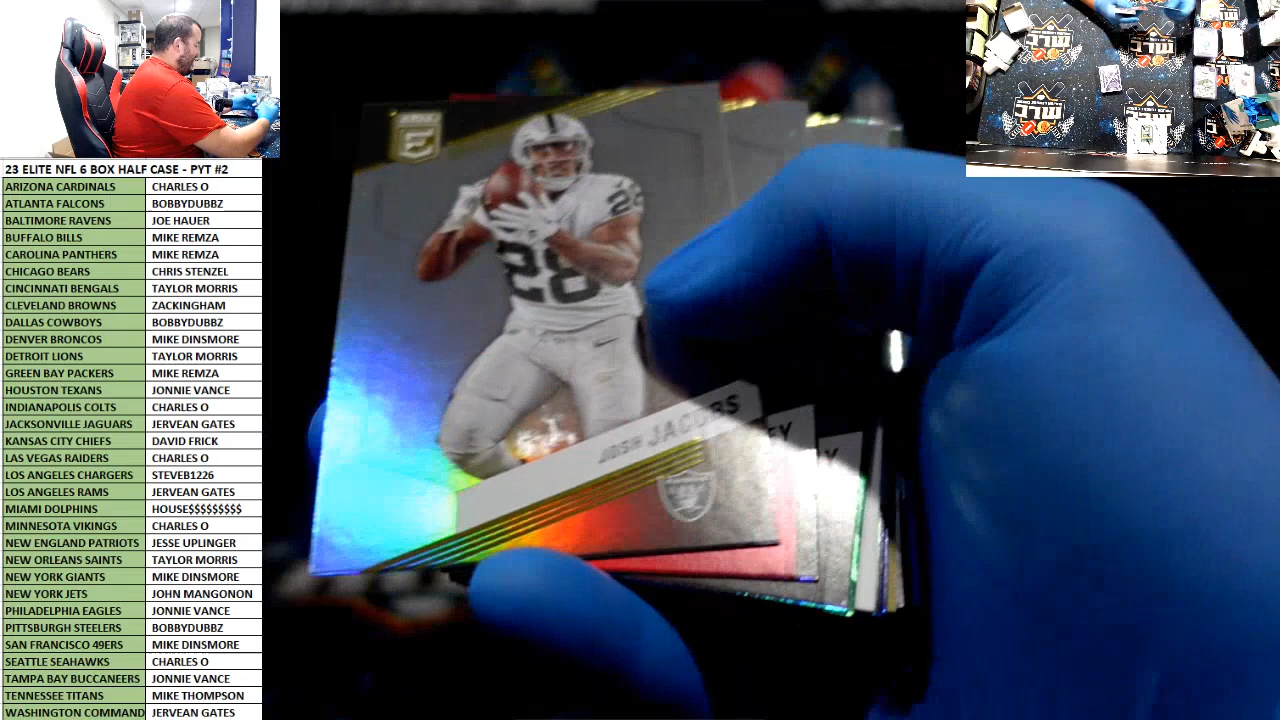 23 ELITE NFL 6 BOX HALF CASE - PYT #2
ARIZONA CARDINALS CHARLES O
ATLANTA FALCONS BOBBYDUBBZ
BALTIMORE RAVENS JOE HAUER
BUFFALO BILLS MIKE REMZA
CAROLINA PANTHERS MIKE REMZA
CHICAGO BEARS CHRIS STENZEL
CINCINNATI BENGALS TAYLOR MORRIS
CLEVELAND BROWNS ZACKINGHAM
DALLAS COWBOYS BOBBYDUBBZ
DENVER BRONCOS MIKE DINSMORE
DETROIT LIONS TAYLOR MORRIS
GREEN BAY PACKERS MIKE REMZA
HOUSTON TEXANS JONNIE VANCE
INDIANAPOLIS COLTS CHARLES O
JACKSONVILLE JAGUARS JERVEAN GATES
KANSAS CITY CHIEFS DAVID FRICK
LAS VEGAS RAIDERS CHARLES O
LOS ANGELES CHARGERS STEVEB1226
LOS ANGELES RAMS JERVEAN GATES
MIAMI DOLPHINS HOUSE$$$$$$$$$
MINNESOTA VIKINGS CHARLES O
NEW ENGLAND PATRIOTS JESSE UPLINGER
NEW ORLEANS SAINTS TAYLOR MORRIS
NEW YORK GIANTS MIKE DINSMORE
NEW YORK JETS JOHN MANGONON
PHILADELPHIA EAGLES JONNIE VANCE
PITTSBURGH STEELERS BOBBYDUBBZ
SAN FRANCISCO 49ERS MIKE DINSMORE
SEATTLE SEAHAWKS CHARLES O
TAMPA BAY BUCCANEERS JONNIE VANCE
TENNESSEE TITANS MIKE THOMPSON
WASHINGTON COMMAND JERVEAN GATES
E
28
28
JOSH JACOBS